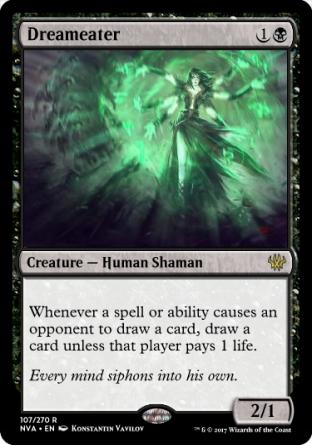 Dreameater 1
Creature — Human Shaman
Whenever a spell or ability causes an
opponent to draw a card, draw a
card unless that player pays 1 life.
Every mind siphons into his own.
2/1
107/270 R
NVA • EN KONSTANTIN VAVILOV
™ & © 2017 Wizards of the Coast